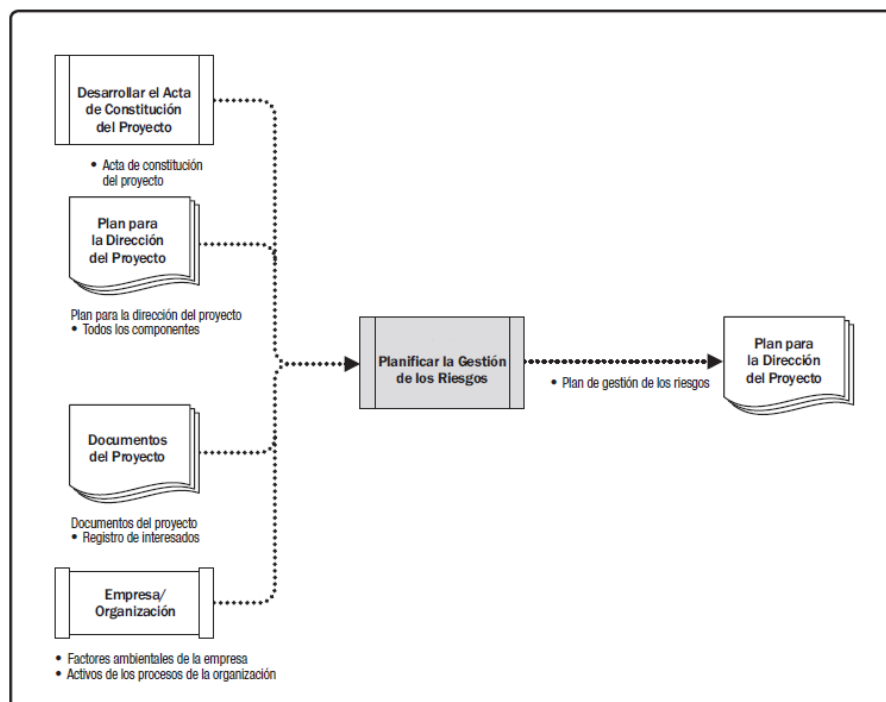 Desarrollar el Acta
de Constitución
del Proyecto
• Acta de constitución
del proyecto
Plan para
la Dirección
del Proyecto
Plan para la dirección del proyecto
• Todos los componentes
Documentos
del Proyecto
Documentos del proyecto
• Registro de interesados
Empresa/
Organización
• Factores ambientales de la empresa
• Activos de los procesos de la organización
Planificar la Gestión
de los Riesgos
• Plan de gestión de los riesgos
Plan para
la Dirección
del Proyecto